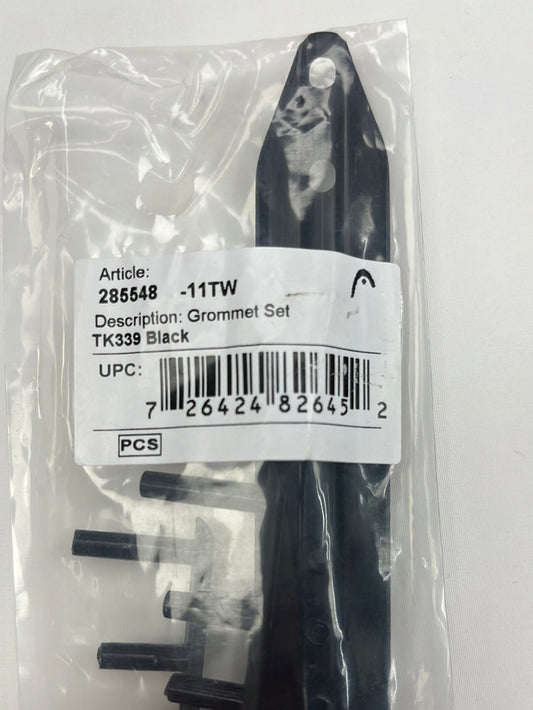 Article:
285548 -11TW
Description: Grommet Set
TK339 Black
UPC:
7 26424 82645 2
PCS